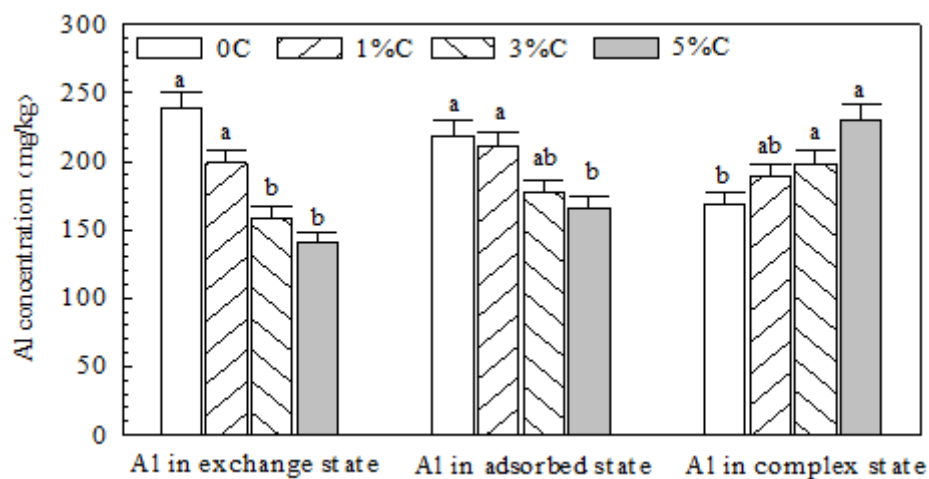 300
250
200
150
100
50
0
Al concentration (mg/kg)
0C 1%C 3%C 5%C
a a b b
a a ab b
b ab a a
Al in exchange state Al in adsorbed state Al in complex state